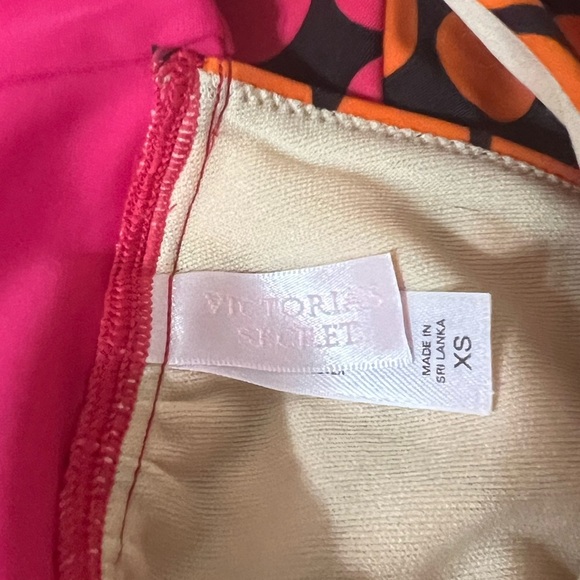 VICTORIA'S
SECRET
MADE IN
SRI LANKA
XS